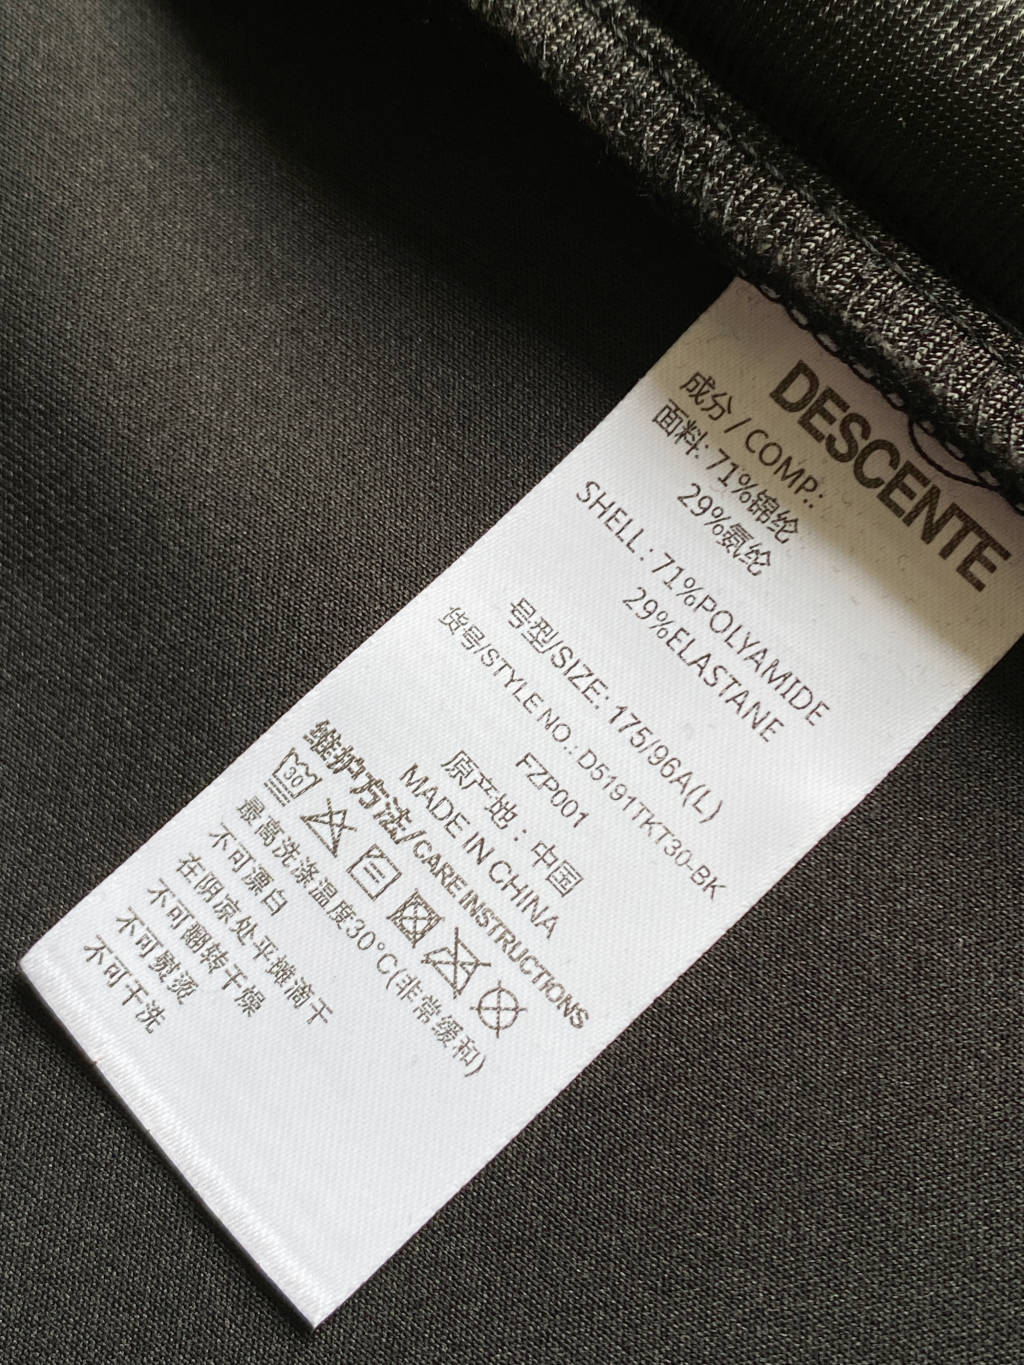 DESCENTE
成分 / COMP.:
面料: 71%锦纶
29%氨纶
SHELL : 71%POLYAMIDE
29%ELASTANE
号型/SIZE: 175/96A(L)
货号/STYLE NO.: D5191TKT30-BK
FZP001
原产地 : 中国
MADE IN CHINA
维护方法/CARE INSTRUCTIONS
30
最高洗涤温度30°C(非常缓和)
不可漂白
在阴凉处平摊滴干
不可翻转干燥
不可熨烫
不可干洗